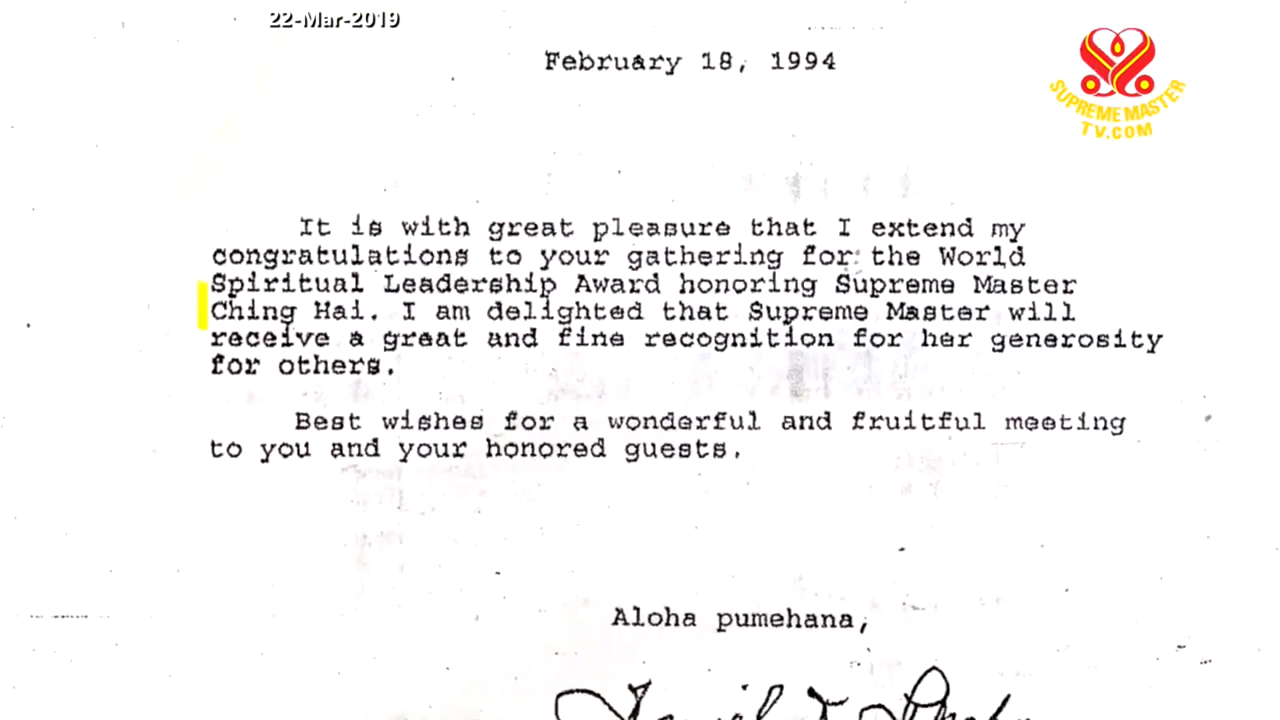 22-Mar-2019
February 18, 1994
SUPREME MASTER
TV.COM
It is with great pleasure that I extend my
congratulations to your gathering for the World
Spiritual Leadership Award honoring Supreme Master
Ching Hai. I am delighted that Supreme Master will
receive a great and fine recognition for her generosity
for others.
Best wishes for a wonderful and fruitful meeting
to you and your honored guests.
Aloha pumehana,